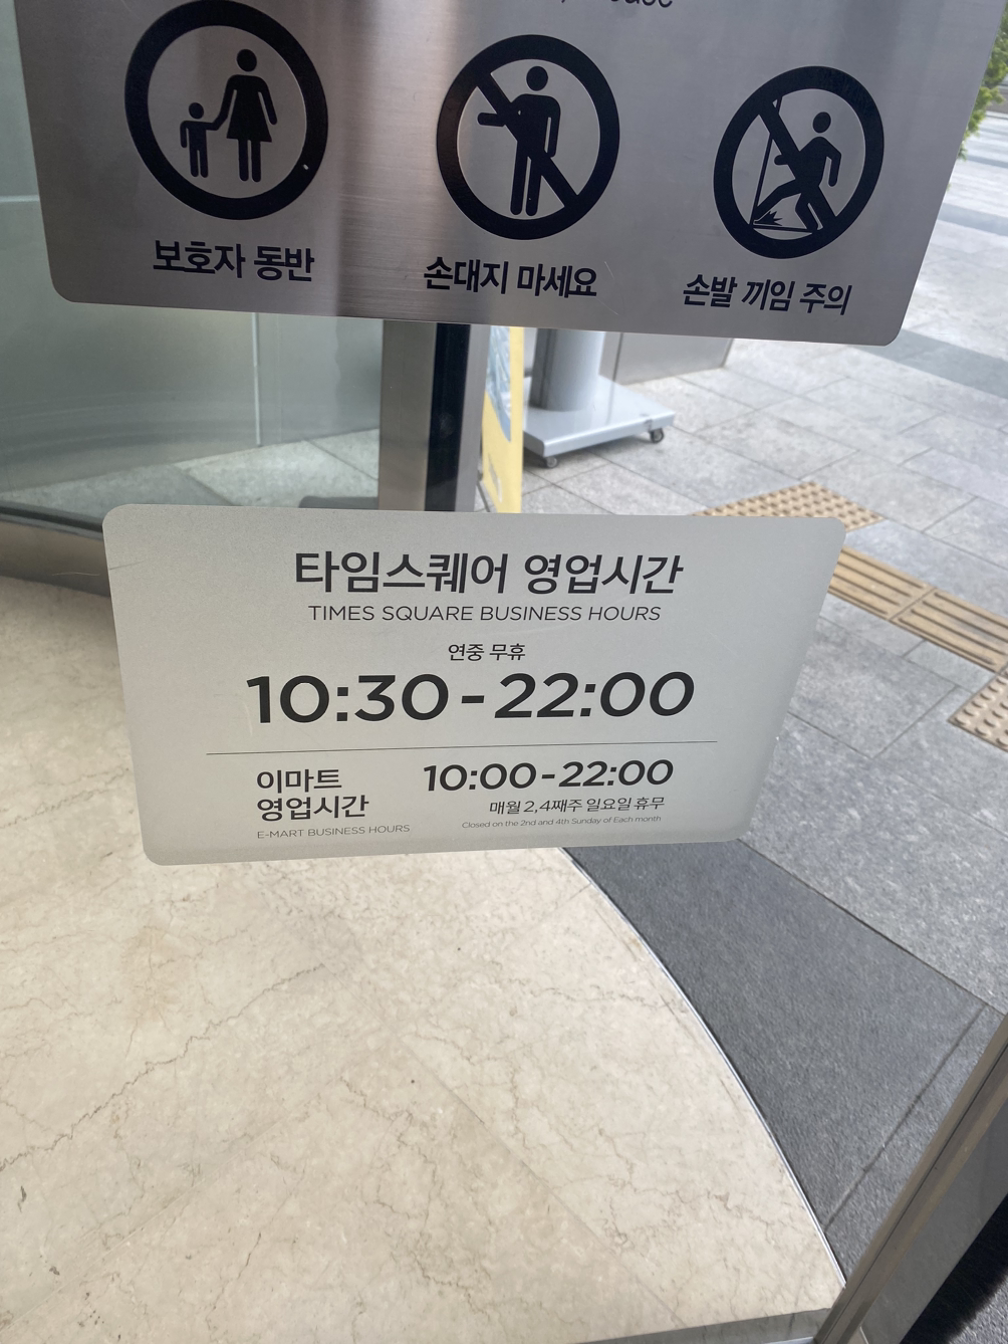 보호자 동반
손대지 마세요
손발 끼임 주의
타임스퀘어 영업시간
TIMES SQUARE BUSINESS HOURS
연중 무휴
10:30-22:00
이마트
영업시간
E-MART BUSINESS HOURS
10:00-22:00
매월 2,4째주 일요일 휴무
Closed on the 2nd and 4th Sunday of Each month